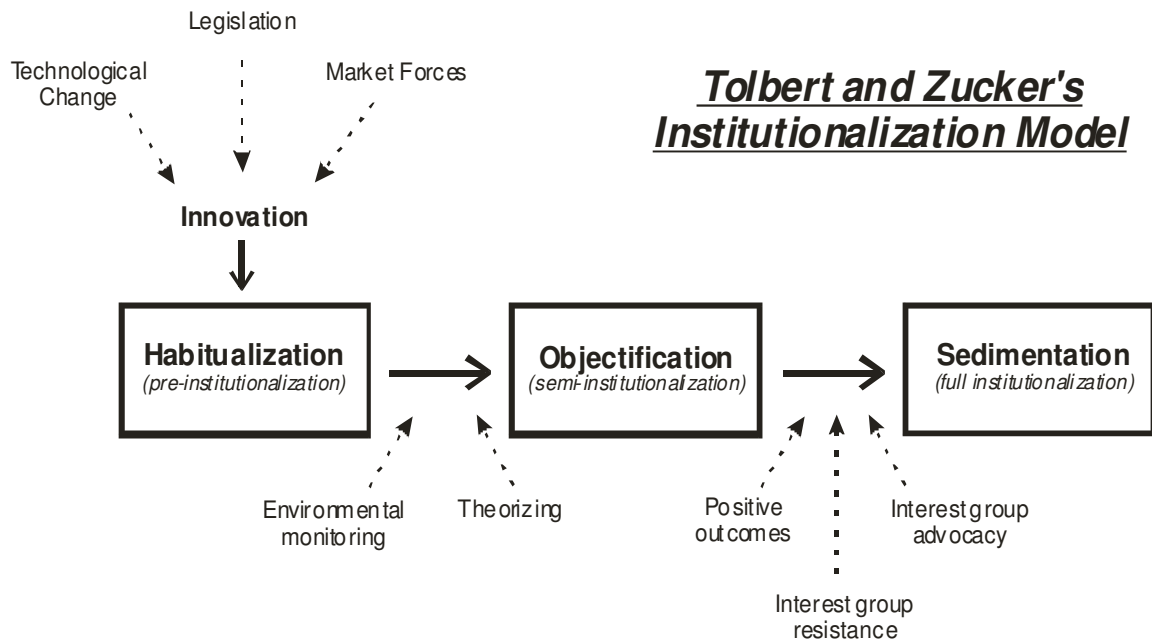 Legislation
Technological
Change
Market Forces
Tolbert and Zucker's
Institutionalization Model
Innovation
Habitualization
(pre-institutionalization)
Objectification
(semi-institutionalization)
Sedimentation
(full institutionalization)
Environmental
monitoring
Theorizing
Positive
outcomes
Interest group
advocacy
Interest group
resistance